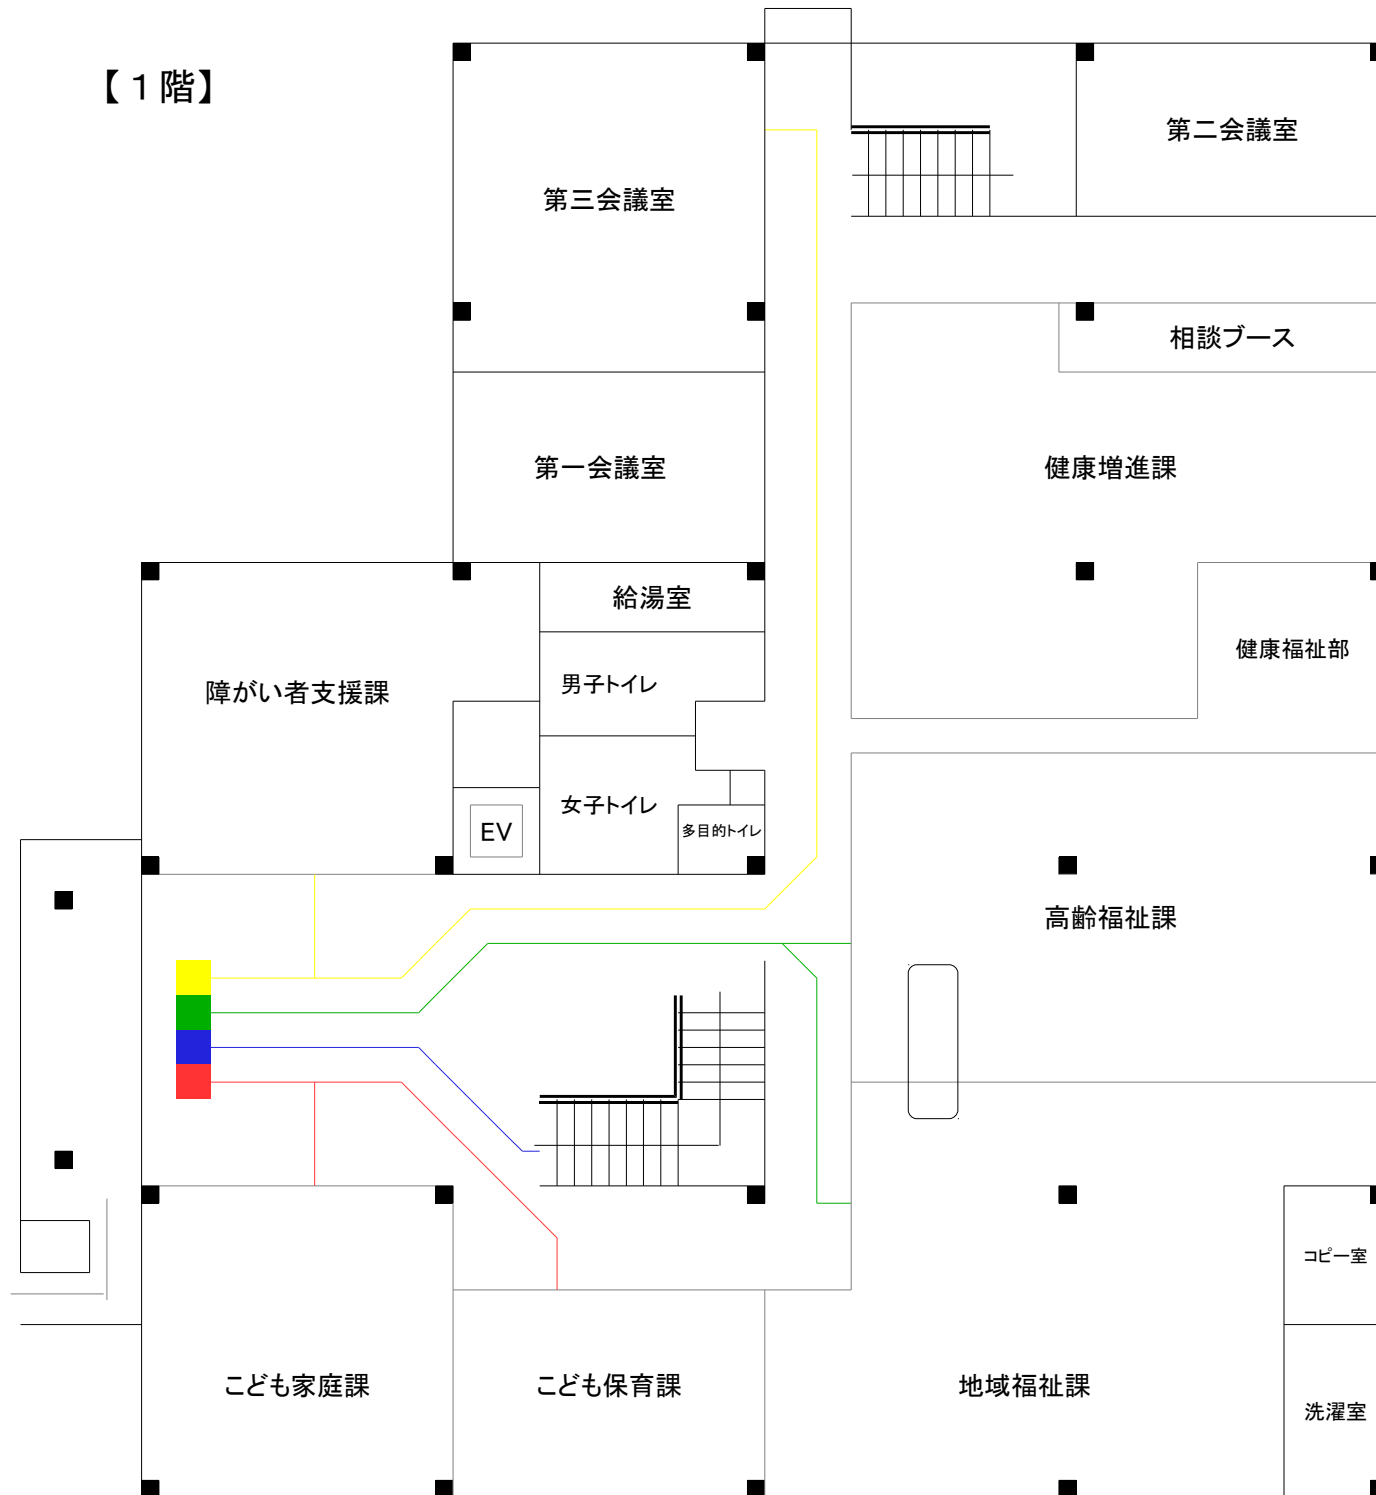 【１階】
第二会議室
第三会議室
相談ブース
第一会議室
健康増進課
給湯室
健康福祉部
男子トイレ
障がい者支援課
女子トイレ
EV
多目的トイレ
高齢福祉課
コピー室
こども家庭課
こども保育課
地域福祉課
洗濯室